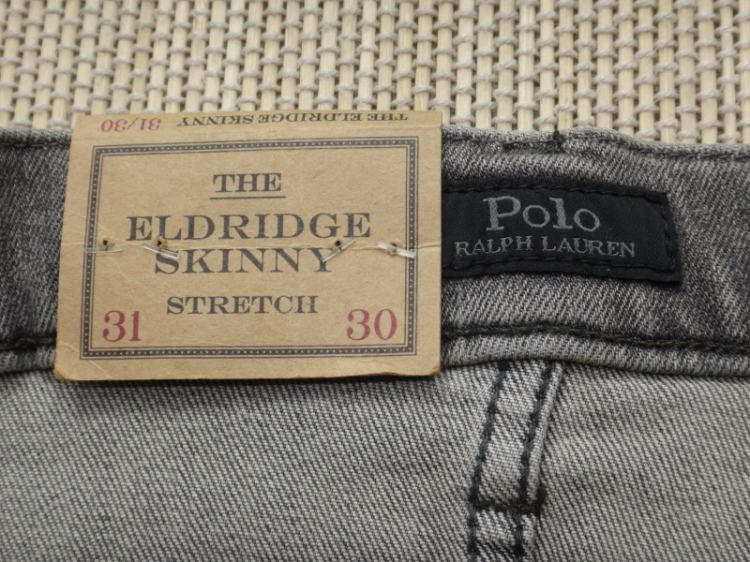 THE ELDRIDGE SKINNY 31/30
THE
ELDRIDGE
SKINNY
STRETCH
31 30
Polo
RALPH LAUREN